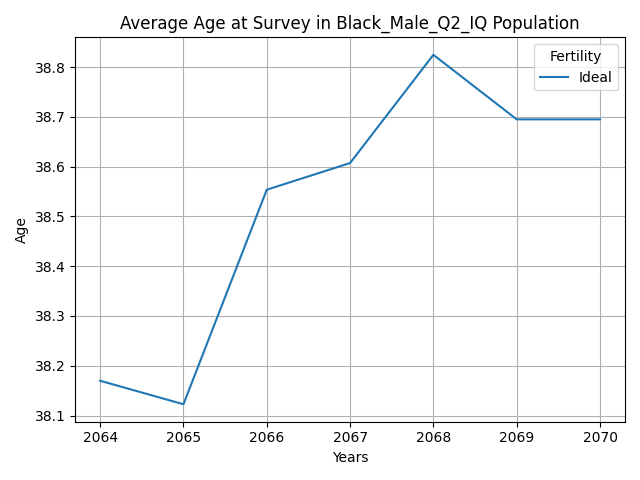 Average Age at Survey in Black_Male_Q2_IQ Population
Fertility
Ideal
38.8
38.7
38.6
38.5
38.4
38.3
38.2
38.1
Age
2064 2065 2066 2067 2068 2069 2070
Years